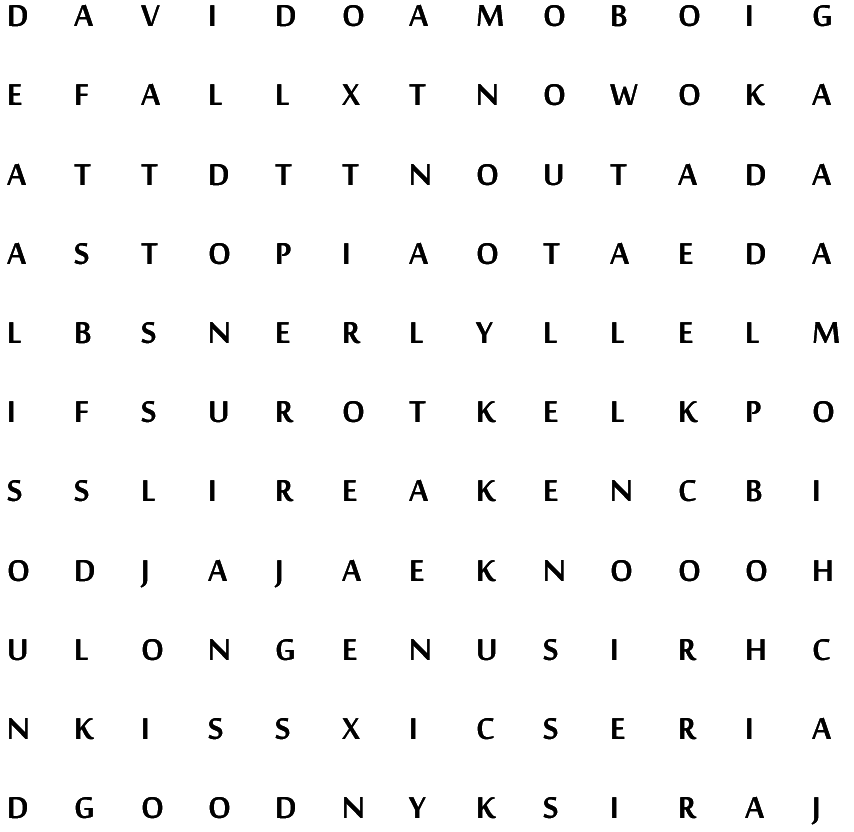 D A V I D O A M O B O I G
E F A L L X T N O W O K A
A T T D T T N O U T A D A
A S T O P I A O T A E D A
L B S N E R L Y L L E L M
I F S U R O T K E L K P O
S S L I R E A K E N C B I
O D J A J A E K N O O O H
U L O N G E N U S I R H C
N K I S S X I C S E R I A
D G O O D N Y K S I R A J